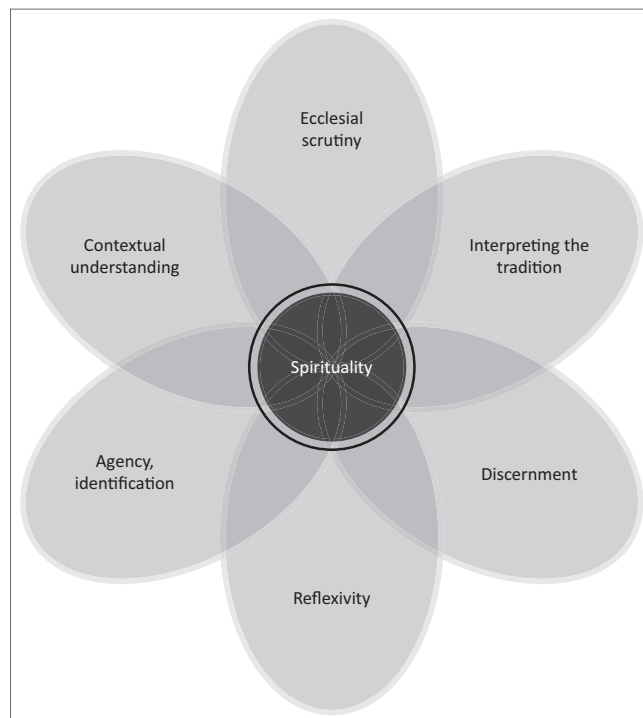 Ecclesial
scrutiny
Contextual
understanding
Interpreting the
tradition
Spirituality
Agency,
identification
Discernment
Reflexivity